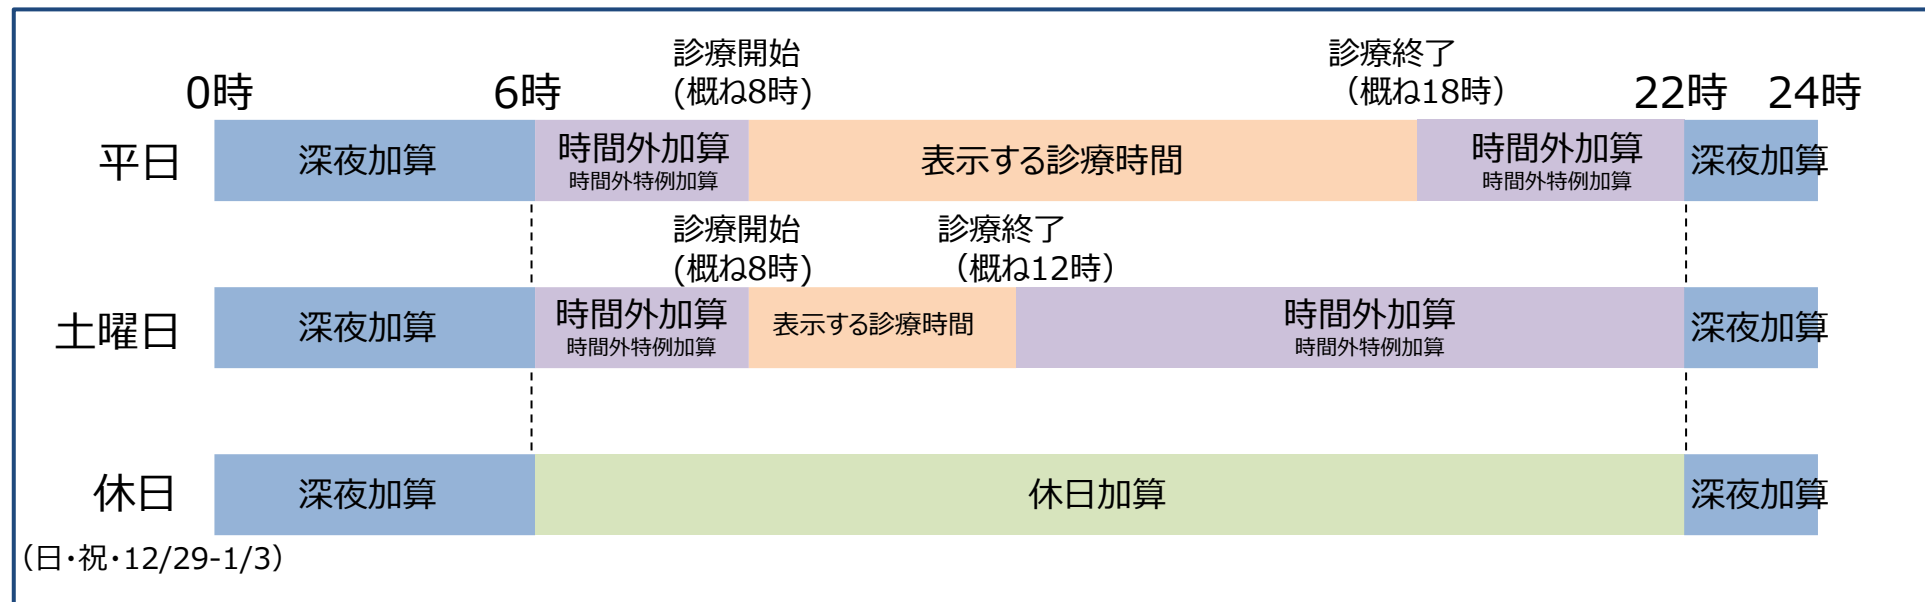 診療開始
(概ね8時)
診療終了
（概ね18時）
0時
6時
22時
24時
平日
深夜加算
時間外加算
時間外特例加算
表示する診療時間
時間外加算
時間外特例加算
深夜加算
診療開始
(概ね8時)
診療終了
（概ね12時）
土曜日
深夜加算
時間外加算
時間外特例加算
表示する診療時間
時間外加算
時間外特例加算
深夜加算
休日
深夜加算
休日加算
深夜加算
（日・祝・12/29-1/3）